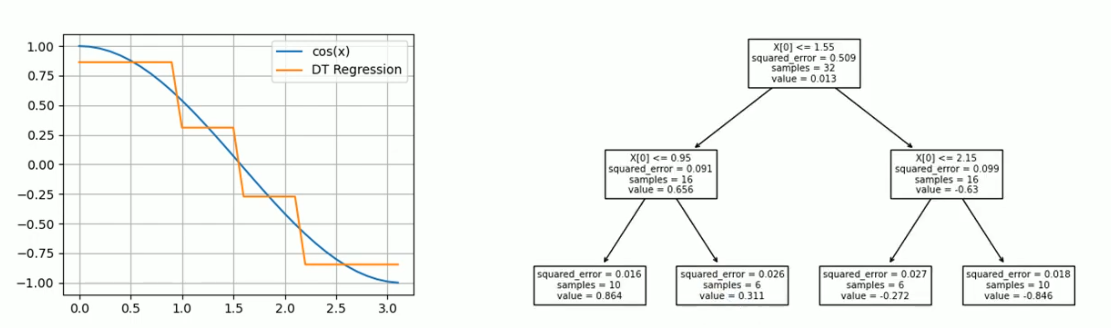 1.00
0.75
0.50
0.25
0.00
−0.25
−0.50
−0.75
−1.00
0.0 0.5 1.0 1.5 2.0 2.5 3.0
cos(x)
DT Regression
X[0] <= 1.55
squared_error = 0.509
samples = 32
value = 0.013
X[0] <= 0.95
squared_error = 0.091
samples = 16
value = 0.656
X[0] <= 2.15
squared_error = 0.099
samples = 16
value = -0.63
squared_error = 0.016
samples = 10
value = 0.864
squared_error = 0.026
samples = 6
value = 0.311
squared_error = 0.027
samples = 6
value = -0.272
squared_error = 0.018
samples = 10
value = -0.846